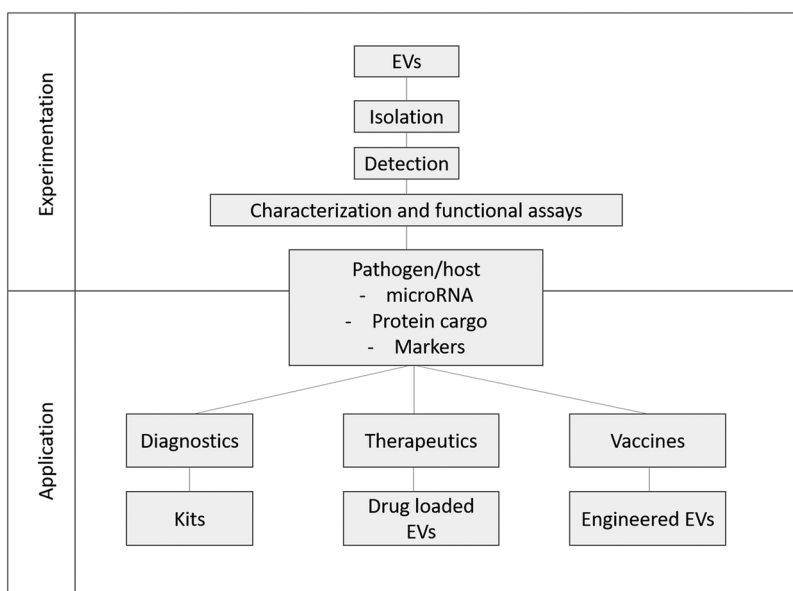 Experimentation
EVs
Isolation
Detection
Characterization and functional assays
Pathogen/host
- microRNA
- Protein cargo
- Markers
Application
Diagnostics
Therapeutics
Vaccines
Kits
Drug loaded
EVs
Engineered EVs